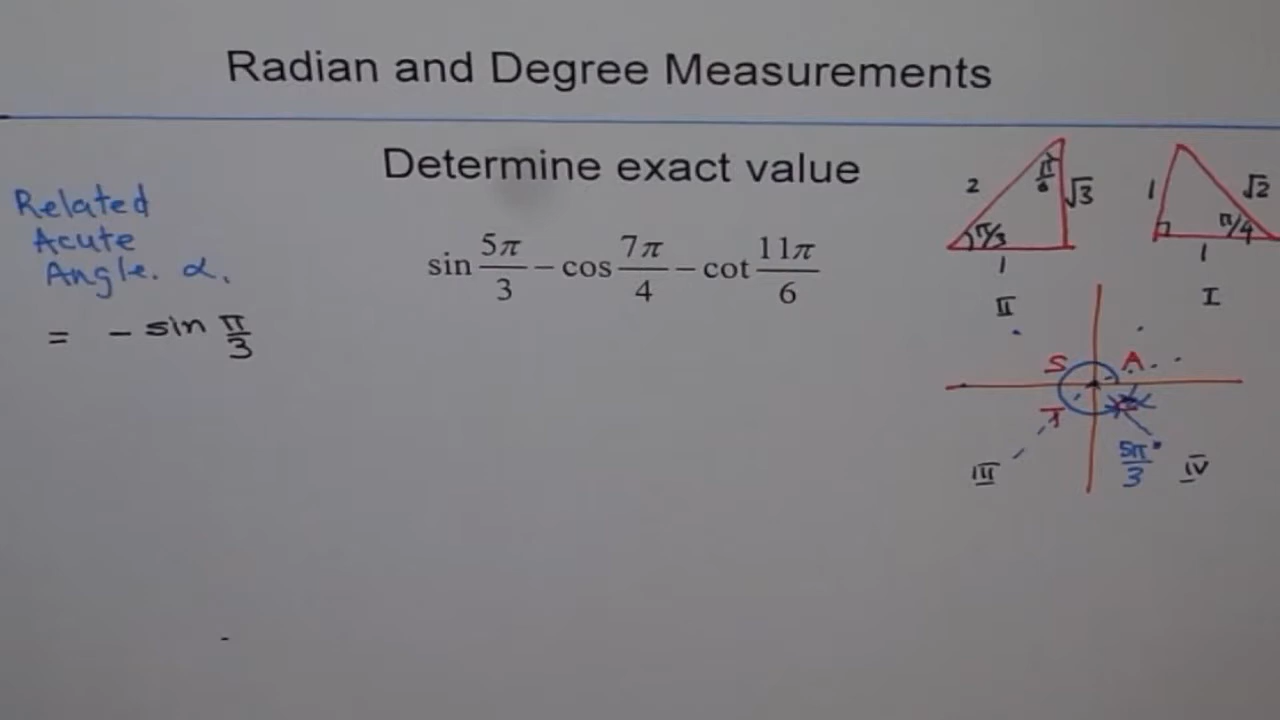 Radian and Degree Measurements
Determine exact value
Related
Acute
Angle. α.
sin 5π/3 − cos 7π/4 − cot 11π/6
= − sin π/3
2
π/6
√3
π/3
1
1
√2
π/4
1
II
I
S
A
T
5π/3
III
IV